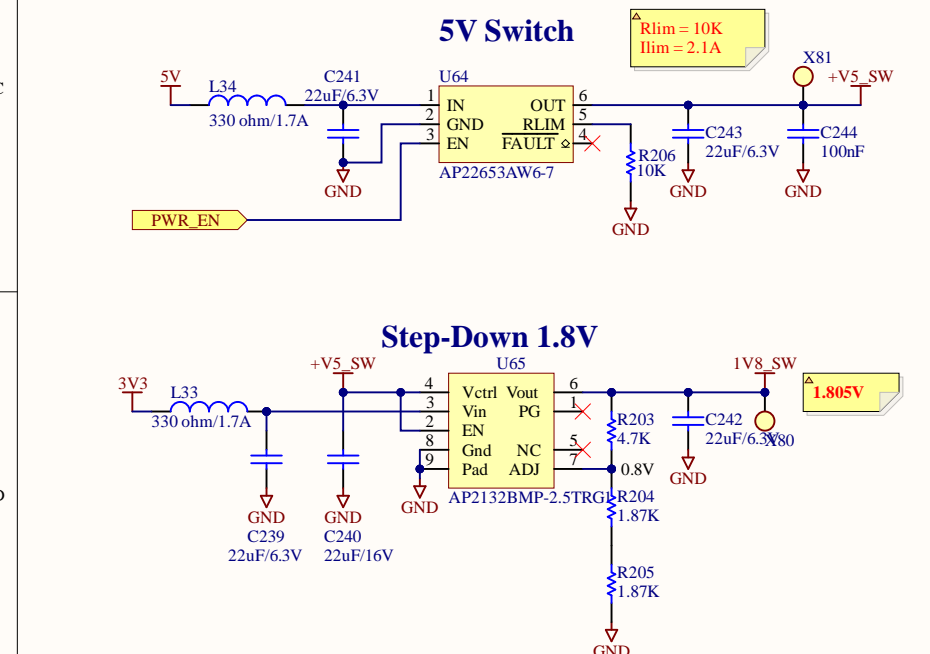 5V Switch
Rlim = 10K
Ilim = 2.1A
X81
+V5_SW
5V
L34
330 ohm/1.7A
C241
22uF/6.3V
U64
1 IN OUT 6
2 GND RLIM 5
3 EN FAULT 4
AP22653AW6-7
R206
10K
C243
22uF/6.3V
C244
100nF
GND
GND
GND
GND
PWR_EN
Step-Down 1.8V
+V5_SW
U65
1V8_SW
1.805V
3V3
L33
330 ohm/1.7A
4 Vctrl Vout 6
3 Vin PG 1
2 EN
8 Gnd NC 5
9 Pad ADJ 7
AP2132BMP-2.5TRG1
R203
4.7K
C242
22uF/6.3V
X80
0.8V
GND
GND
R204
1.87K
GND
C239
22uF/6.3V
GND
C240
22uF/16V
R205
1.87K
GND